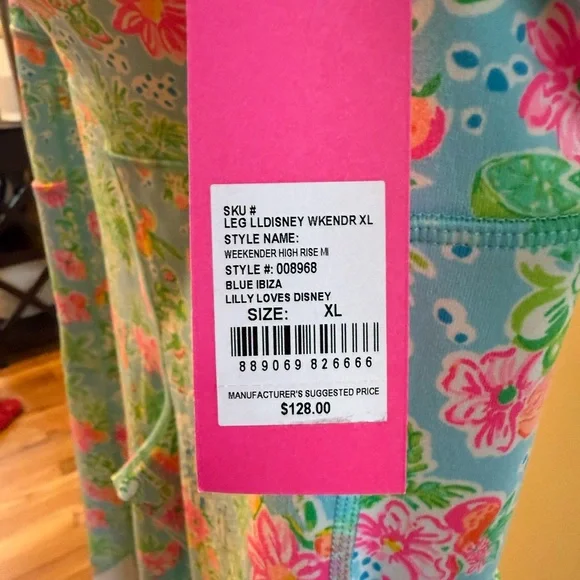 SKU #
LEG LLDISNEY WKENDR XL
STYLE NAME:
WEEKENDER HIGH RISE MI
STYLE #: 008968
BLUE IBIZA
LILLY LOVES DISNEY
SIZE: XL
889069 826666
MANUFACTURER'S SUGGESTED PRICE
$128.00